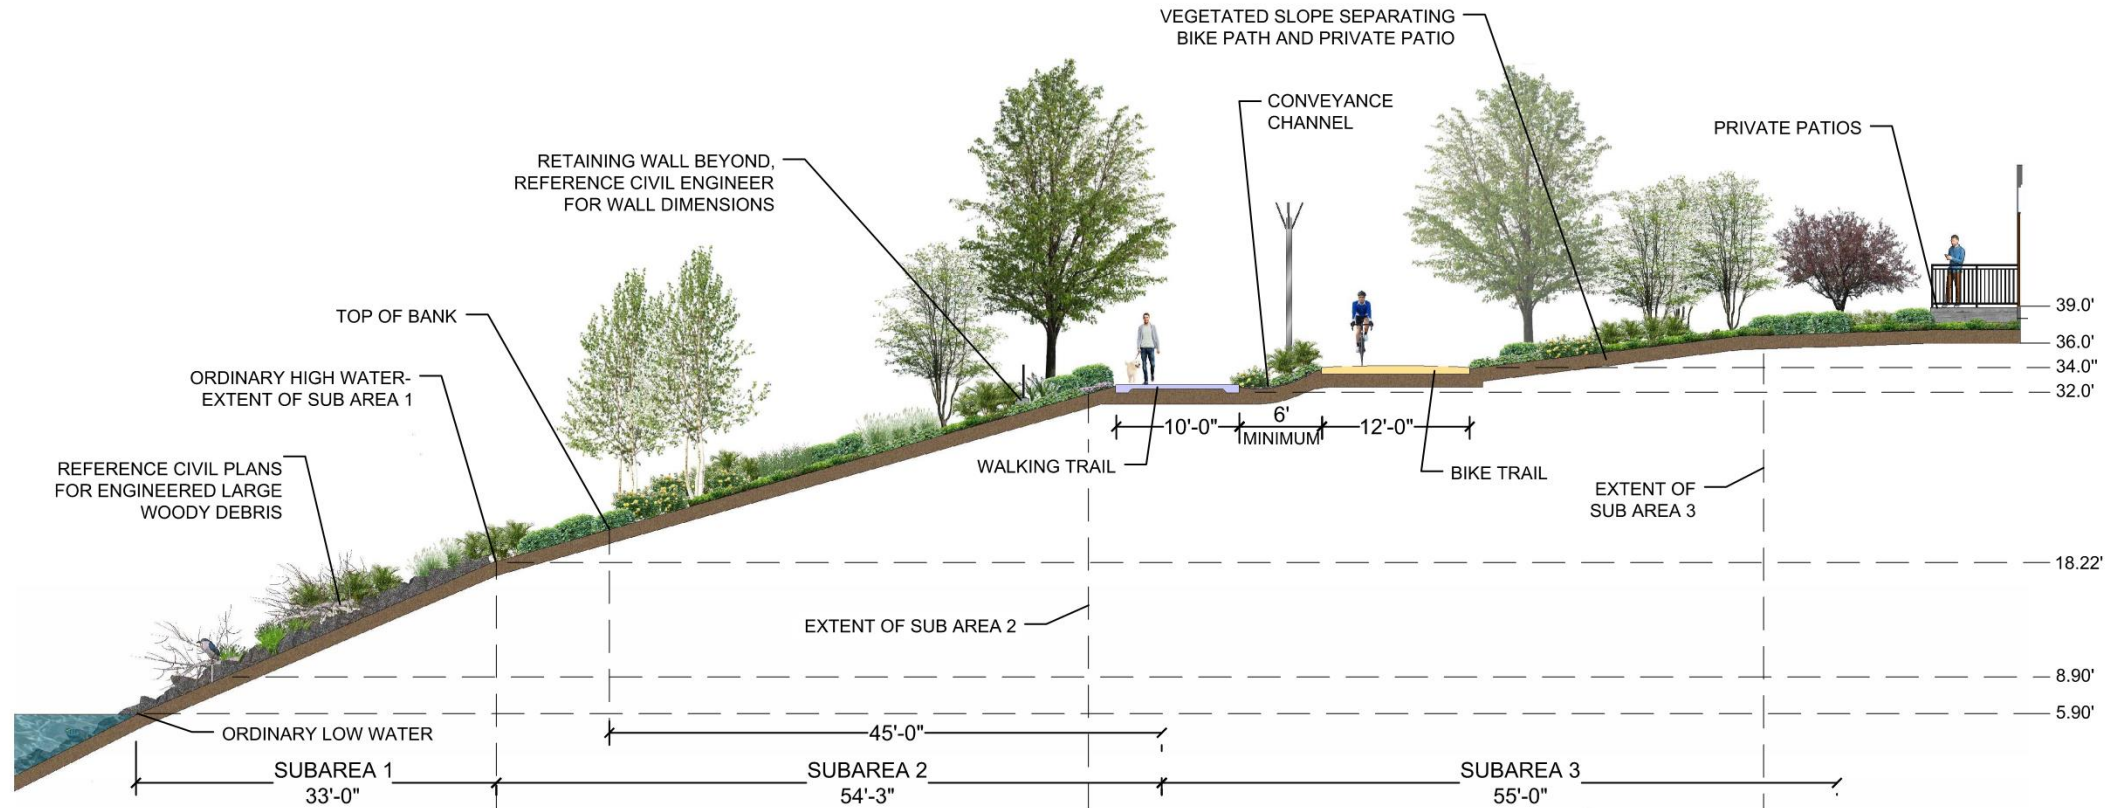 VEGETATED SLOPE SEPARATING
BIKE PATH AND PRIVATE PATIO
CONVEYANCE
CHANNEL
PRIVATE PATIOS
RETAINING WALL BEYOND,
REFERENCE CIVIL ENGINEER
FOR WALL DIMENSIONS
TOP OF BANK
ORDINARY HIGH WATER-
EXTENT OF SUB AREA 1
REFERENCE CIVIL PLANS
FOR ENGINEERED LARGE
WOODY DEBRIS
39.0'
36.0'
34.0"
32.0'
10'-0"
6'
MINIMUM
12'-0"
WALKING TRAIL
BIKE TRAIL
EXTENT OF
SUB AREA 3
18.22'
EXTENT OF SUB AREA 2
8.90'
5.90'
ORDINARY LOW WATER
45'-0"
SUBAREA 1
33'-0"
SUBAREA 2
54'-3"
SUBAREA 3
55'-0"